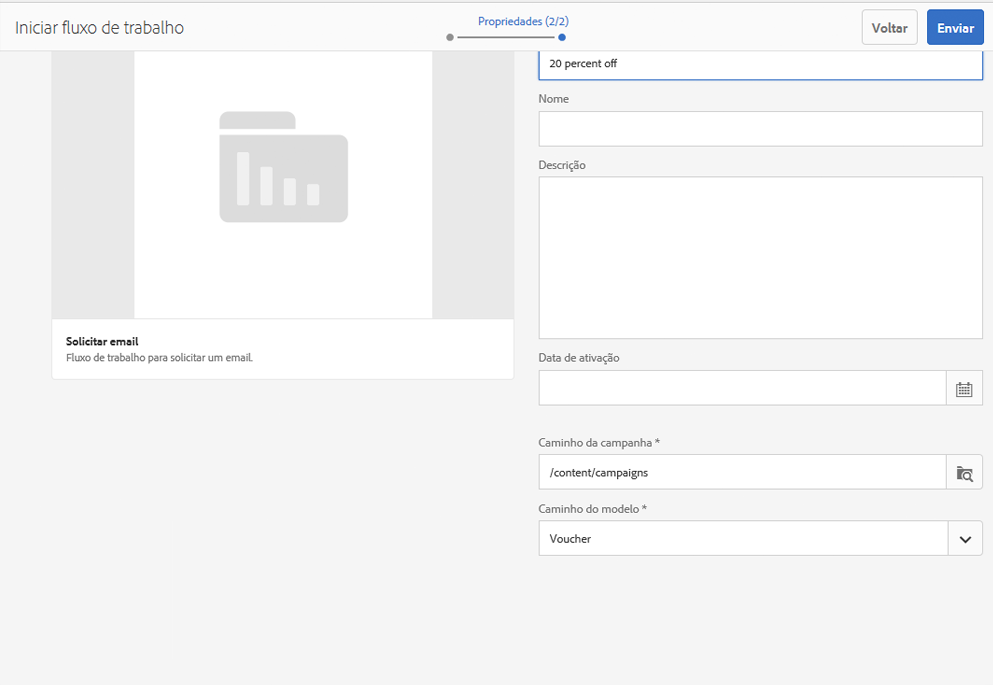 Iniciar fluxo de trabalho
Propriedades (2/2)
Voltar
Enviar
20 percent off
Nome
Descrição
Solicitar email
Fluxo de trabalho para solicitar um email.
Data de ativação
Caminho da campanha *
/content/campaigns
Caminho do modelo *
Voucher